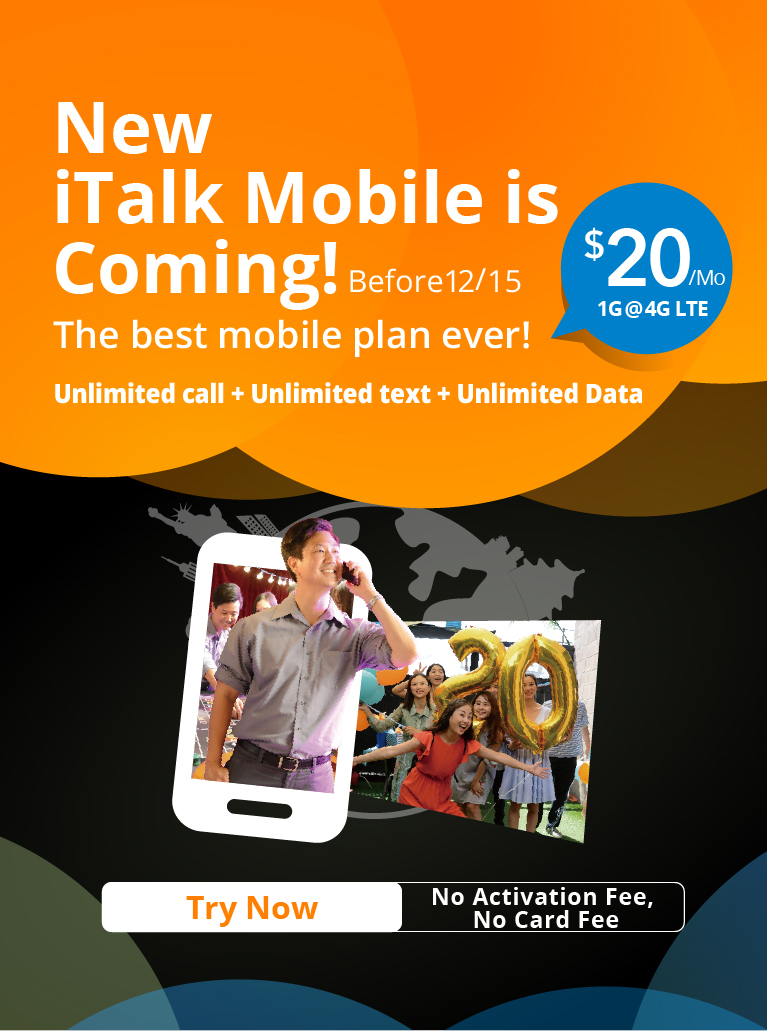 New
iTalk Mobile is
Coming! Before12/15
$20/Mo
1G@4G LTE
The best mobile plan ever!
Unlimited call + Unlimited text + Unlimited Data
20
Try Now
No Activation Fee,
No Card Fee